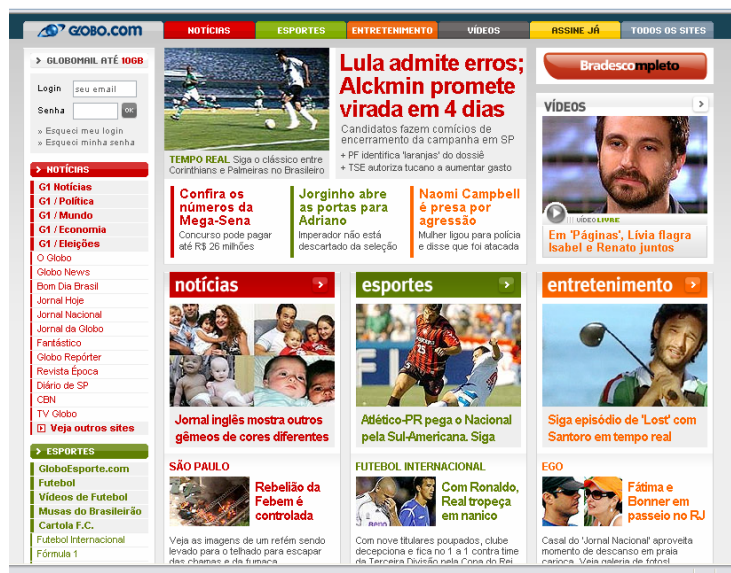 GLOBO.COM
NOTÍCIAS
ESPORTES
ENTRETENIMENTO
VÍDEOS
ASSINE JÁ
TODOS OS SITES
GLOBOMAIL ATÉ 10GB
Login seu email
Senha OK
» Esqueci meu login
» Esqueci minha senha
NOTÍCIAS
G1 Notícias
G1 / Política
G1 / Mundo
G1 / Economia
G1 / Eleições
O Globo
Globo News
Bom Dia Brasil
Jornal Hoje
Jornal Nacional
Jornal da Globo
Fantástico
Globo Repórter
Revista Época
Diário de SP
CBN
TV Globo
Veja outros sites
ESPORTES
GloboEsporte.com
Futebol
Vídeos de Futebol
Musas do Brasileirão
Cartola F.C.
Futebol Internacional
Fórmula 1
TEMPO REAL Siga o clássico entre
Corinthians e Palmeiras no Brasileiro
Lula admite erros;
Alckmin promete
virada em 4 dias
Candidatos fazem comícios de
encerramento da campanha em SP
+ PF identifica 'laranjas' do dossiê
+ TSE autoriza tucano a aumentar gasto
Confira os
números da
Mega-Sena
Concurso pode pagar
até R$ 26 milhões
Jorginho abre
as portas para
Adriano
Imperador não está
descartado da seleção
Naomi Campbell
é presa por
agressão
Mulher ligou para polícia
e disse que foi atacada
Bradescompleto
VÍDEOS
VÍDEO LIVRE
Em 'Páginas', Lívia flagra
Isabel e Renato juntos
notícias
Jornal inglês mostra outros
gêmeos de cores diferentes
SÃO PAULO
Rebelião da
Febem é
controlada
Veja as imagens de um refém sendo
levado para o telhado para escapar
das chamas e da fumaça
esportes
Atlético-PR pega o Nacional
pela Sul-Americana. Siga
FUTEBOL INTERNACIONAL
Com Ronaldo,
Real tropeça
em nanico
Com nove titulares poupados, clube
decepciona e fica no 1 a 1 contra time
da Terceira Divisão pela Copa do Rei
entretenimento
Siga episódio de 'Lost' com
Santoro em tempo real
EGO
Fátima e
Bonner em
passeio no RJ
Casal do 'Jornal Nacional' aproveita
momento de descanso em praia
carioca. Veja galeria de fotos!